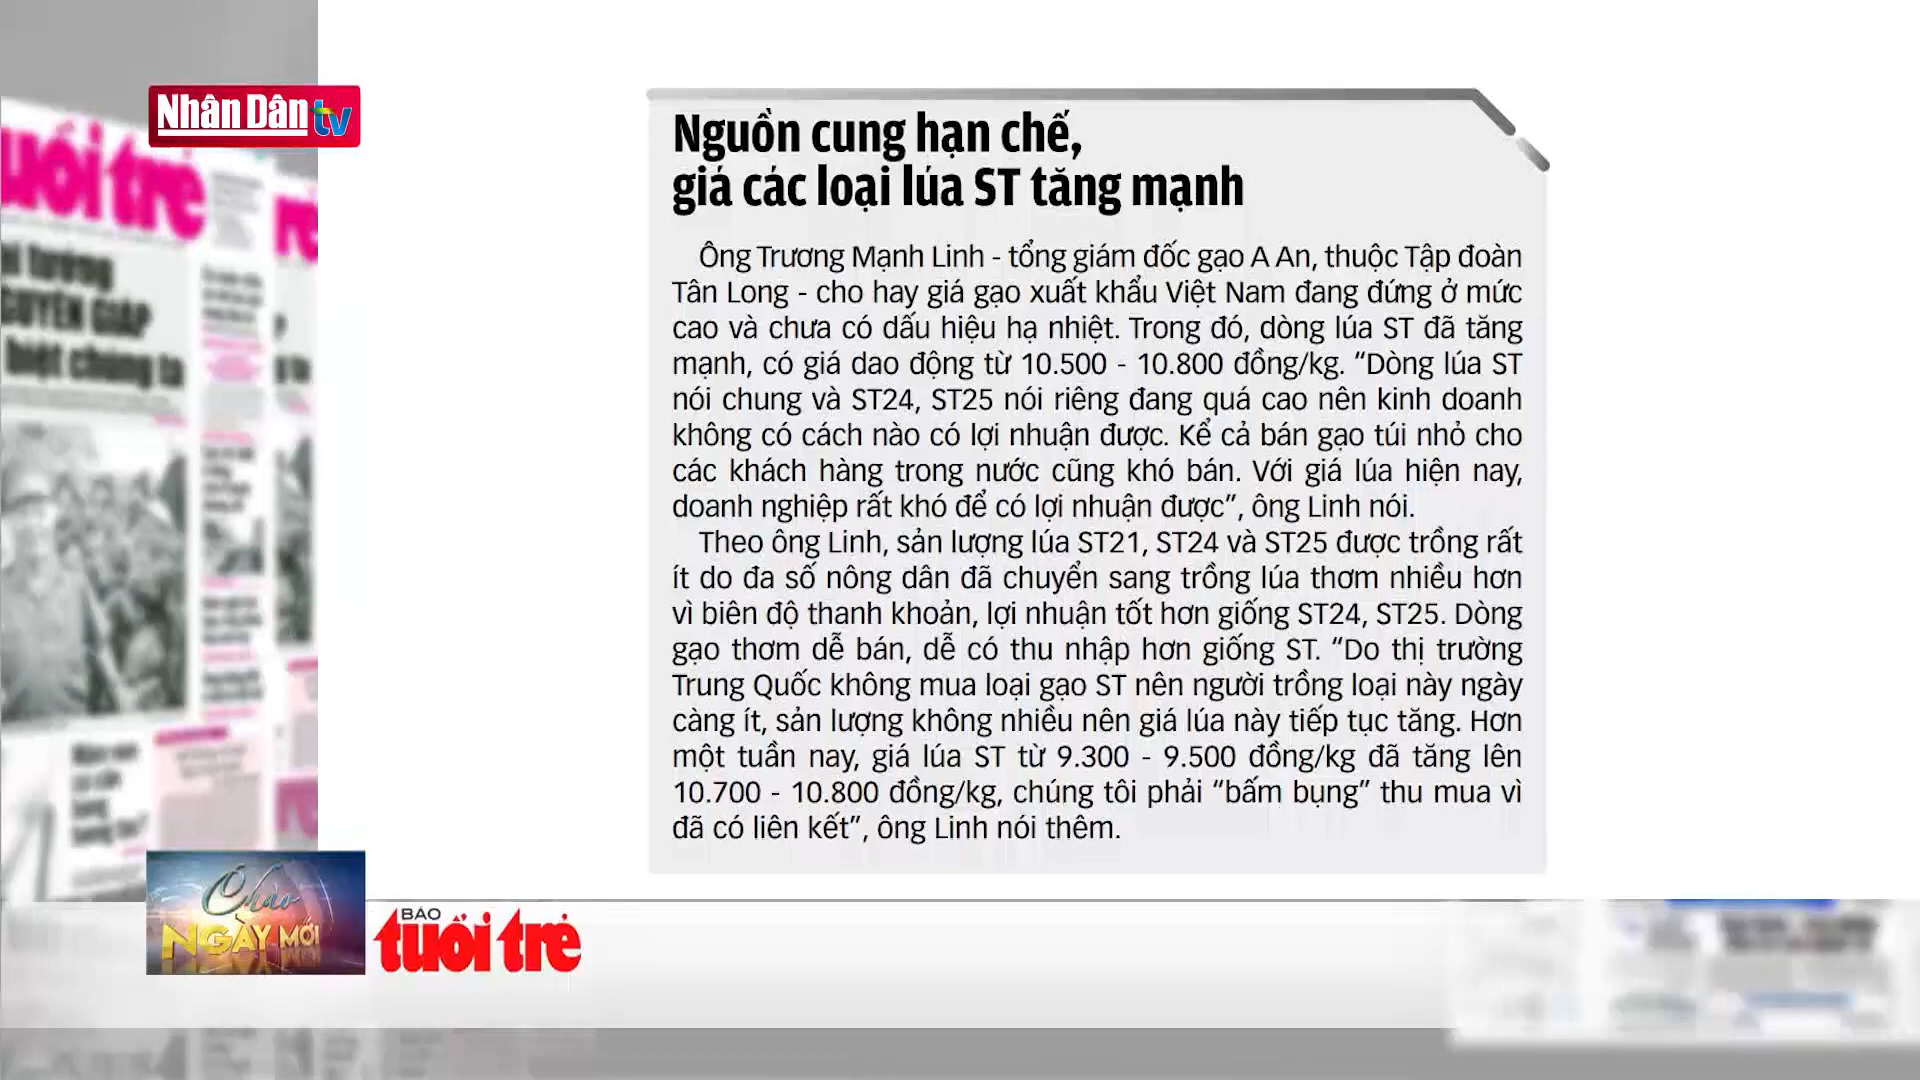 Nhân Dân tv
tuổi trẻ
Nguồn cung hạn chế,
giá các loại lúa ST tăng mạnh
Ông Trương Mạnh Linh - tổng giám đốc gạo A An, thuộc Tập đoàn
Tân Long - cho hay giá gạo xuất khẩu Việt Nam đang đứng ở mức
cao và chưa có dấu hiệu hạ nhiệt. Trong đó, dòng lúa ST đã tăng
mạnh, có giá dao động từ 10.500 - 10.800 đồng/kg. “Dòng lúa ST
nói chung và ST24, ST25 nói riêng đang quá cao nên kinh doanh
không có cách nào có lợi nhuận được. Kể cả bán gạo túi nhỏ cho
các khách hàng trong nước cũng khó bán. Với giá lúa hiện nay,
doanh nghiệp rất khó để có lợi nhuận được”, ông Linh nói.
Theo ông Linh, sản lượng lúa ST21, ST24 và ST25 được trồng rất
ít do đa số nông dân đã chuyển sang trồng lúa thơm nhiều hơn
vì biên độ thanh khoản, lợi nhuận tốt hơn giống ST24, ST25. Dòng
gạo thơm dễ bán, dễ có thu nhập hơn giống ST. “Do thị trường
Trung Quốc không mua loại gạo ST nên người trồng loại này ngày
càng ít, sản lượng không nhiều nên giá lúa này tiếp tục tăng. Hơn
một tuần nay, giá lúa ST từ 9.300 - 9.500 đồng/kg đã tăng lên
10.700 - 10.800 đồng/kg, chúng tôi phải “bấm bụng” thu mua vì
đã có liên kết”, ông Linh nói thêm.
Chào
NGÀY MỚI
BÁO
tuổi trẻ